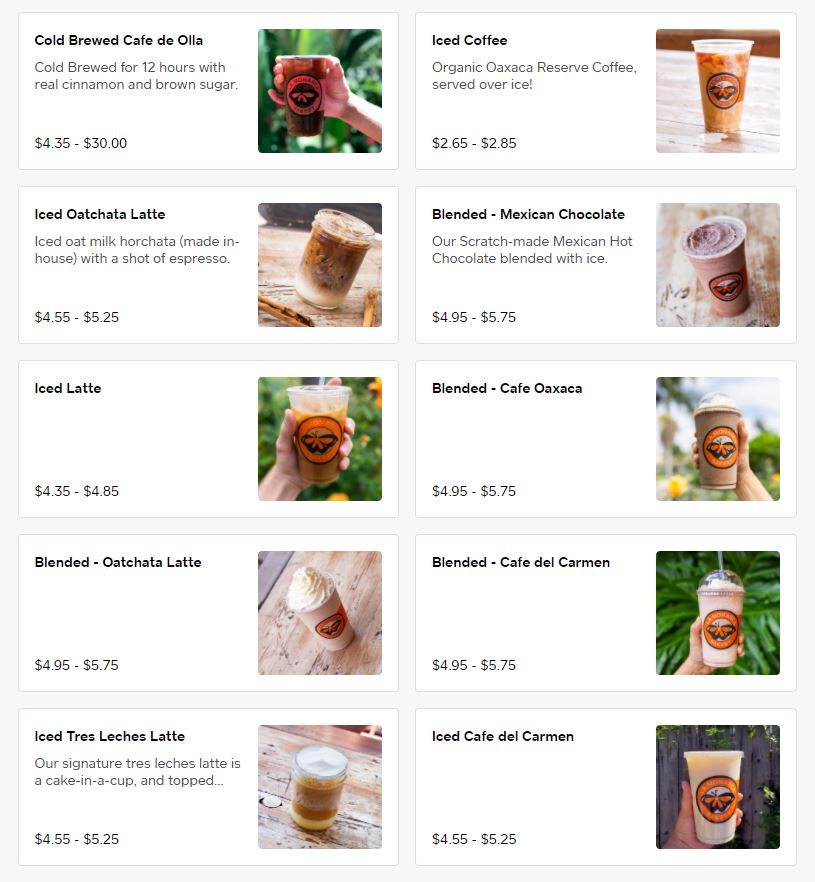 Cold Brewed Cafe de Olla
Cold Brewed for 12 hours with
real cinnamon and brown sugar.
$4.35 - $30.00
Iced Coffee
Organic Oaxaca Reserve Coffee,
served over ice!
$2.65 - $2.85
Iced Oatchata Latte
Iced oat milk horchata (made in-
house) with a shot of espresso.
$4.55 - $5.25
Blended - Mexican Chocolate
Our Scratch-made Mexican Hot
Chocolate blended with ice.
$4.95 - $5.75
Iced Latte
$4.35 - $4.85
Blended - Cafe Oaxaca
$4.95 - $5.75
Blended - Oatchata Latte
$4.95 - $5.75
Blended - Cafe del Carmen
$4.95 - $5.75
Iced Tres Leches Latte
Our signature tres leches latte is
a cake-in-a-cup, and topped...
$4.55 - $5.25
Iced Cafe del Carmen
$4.55 - $5.25